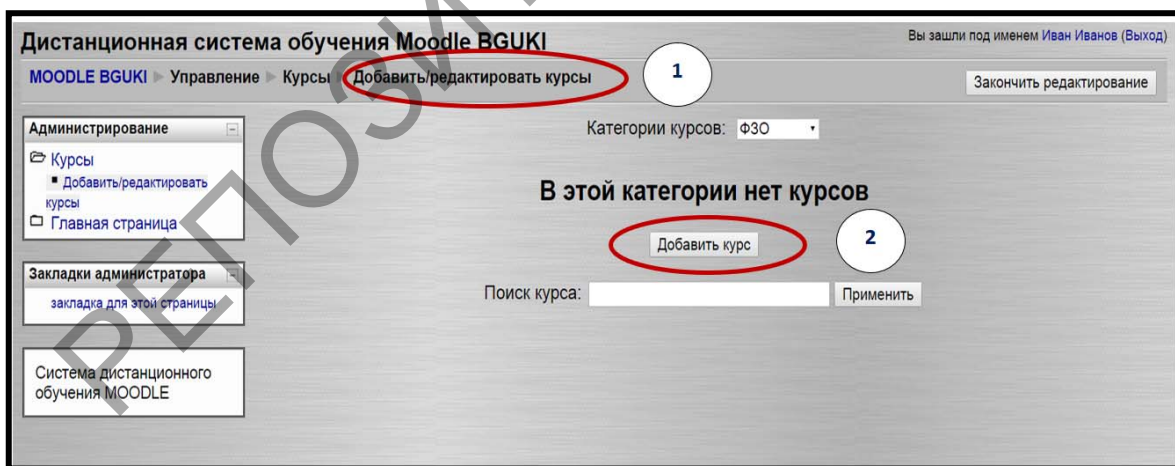 Дистанционная система обучения Moodle BGUKI
Вы зашли под именем Иван Иванов (Выход)
MOODLE BGUKI Управление Курсы Добавить/редактировать курсы
1
Закончить редактирование
Администрирование
Курсы
Добавить/редактировать
курсы
Главная страница
Закладки администратора
закладка для этой страницы
Система дистанционного
обучения MOODLE
Категории курсов: ФЗО
В этой категории нет курсов
Добавить курс
2
Поиск курса: Применить